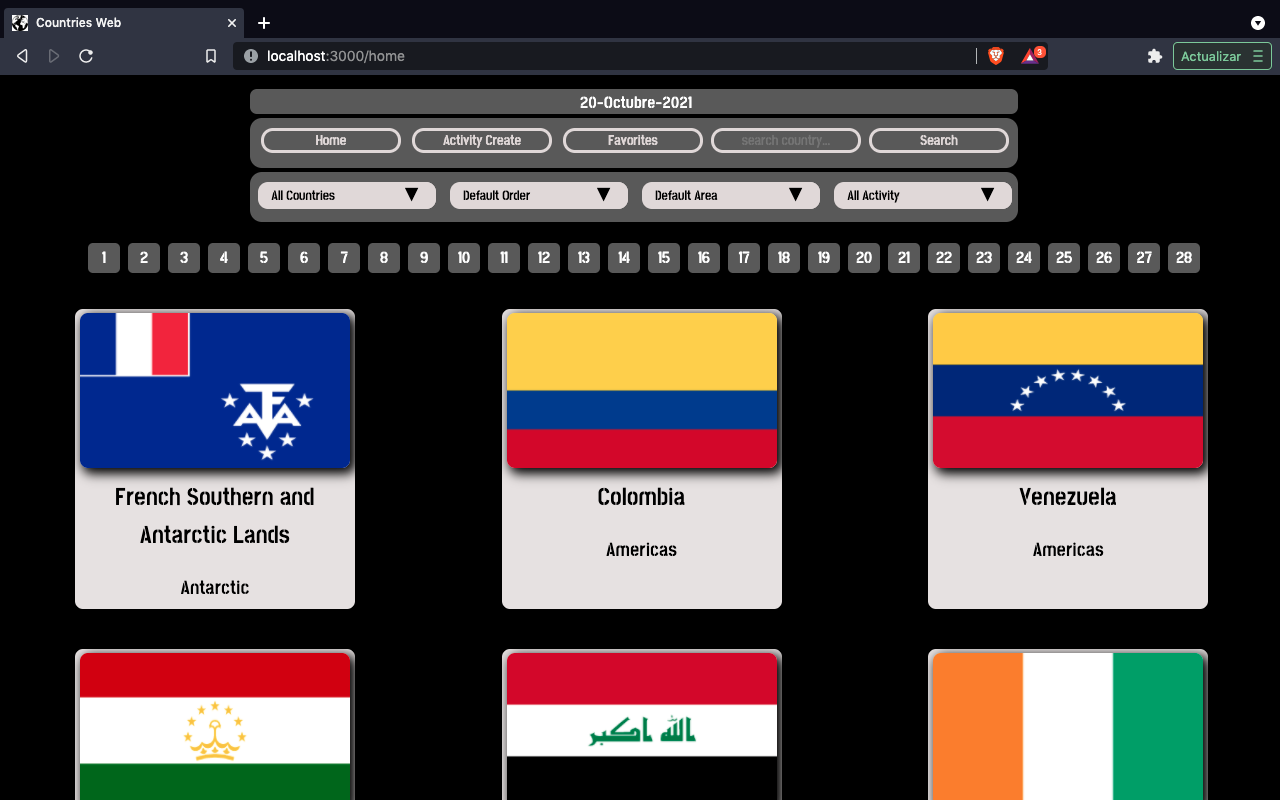 Countries Web
localhost:3000/home
3
Actualizar
20-Octubre-2021
Home Activity Create Favorites search country... Search
All Countries Default Order Default Area All Activity
1 2 3 4 5 6 7 8 9 10 11 12 13 14 15 16 17 18 19 20 21 22 23 24 25 26 27 28
French Southern and
Antarctic Lands
Antarctic
Colombia
Americas
Venezuela
Americas
الله اكبر